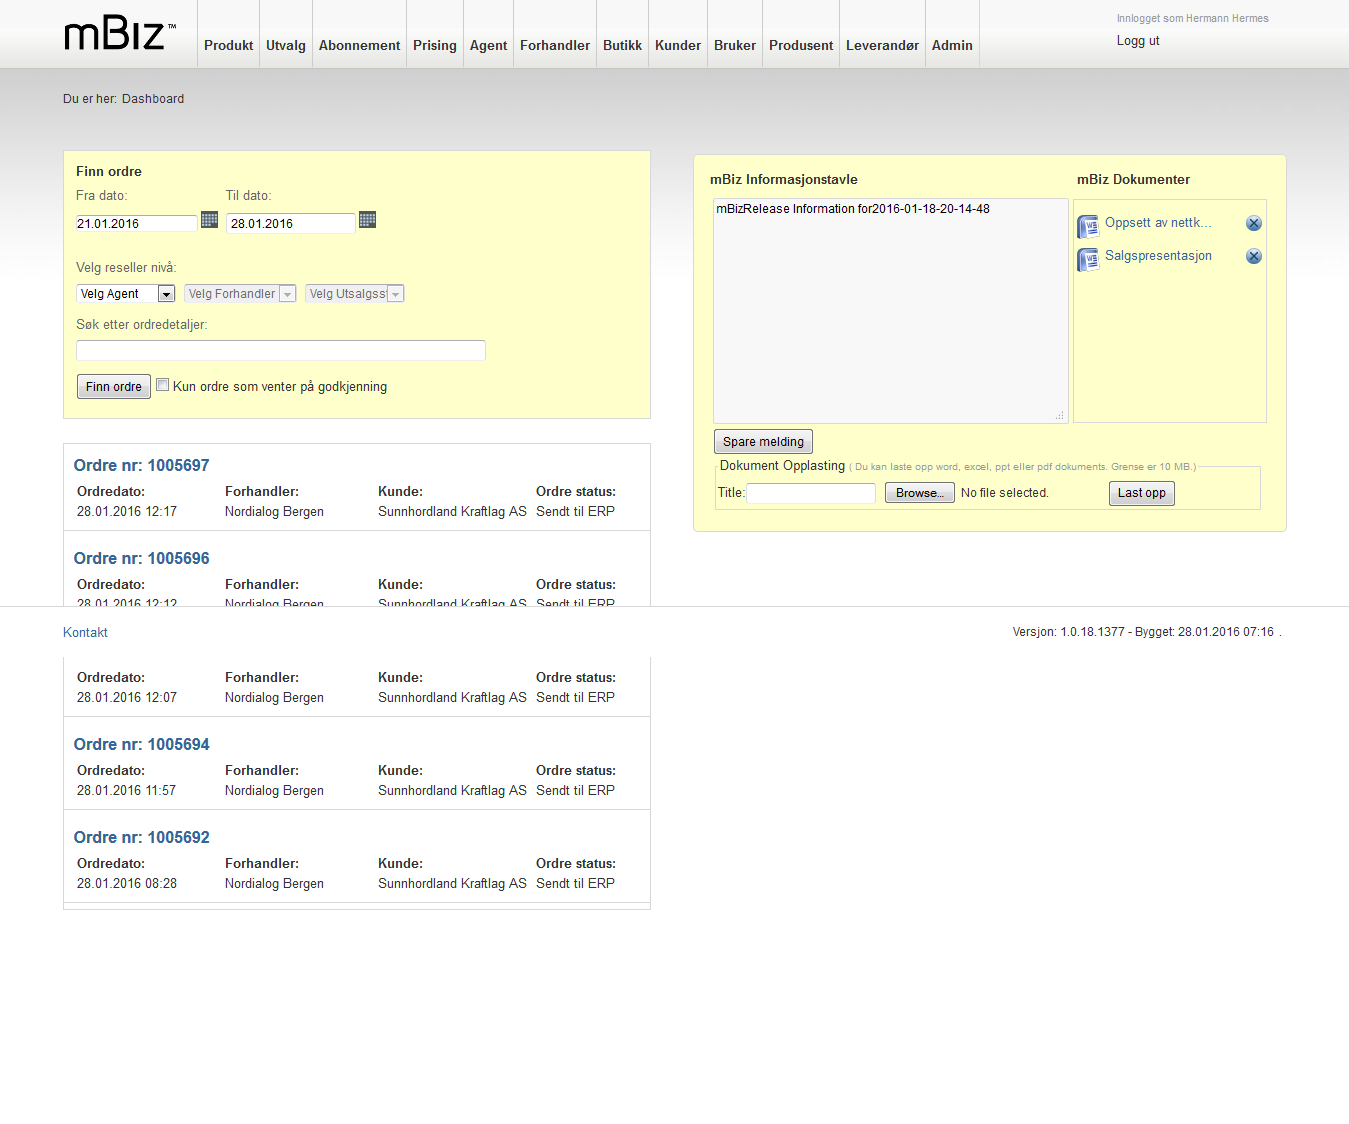 mBiz™
Produkt Utvalg Abonnement Prising Agent Forhandler Butikk Kunder Bruker Produsent Leverandør Admin
Innlogget som Hermann Hermes
Logg ut
Du er her: Dashboard
Finn ordre
Fra dato: Til dato:
21.01.2016 28.01.2016
Velg reseller nivå:
Velg Agent Velg Forhandler Velg Utsalgsst
Søk etter ordredetaljer:
Finn ordre Kun ordre som venter på godkjenning
mBiz Informasjonstavle mBiz Dokumenter
mBizRelease Information for2016-01-18-20-14-48
Oppsett av nettk...
Salgspresentasjon
Spare melding
Dokument Opplasting ( Du kan laste opp word, excel, ppt eller pdf dokuments. Grense er 10 MB.)
Title: Browse... No file selected. Last opp
Ordre nr: 1005697
Ordredato: Forhandler: Kunde: Ordre status:
28.01.2016 12:17 Nordialog Bergen Sunnhordland Kraftlag AS Sendt til ERP
Ordre nr: 1005696
Ordredato: Forhandler: Kunde: Ordre status:
28.01.2016 12:12 Nordialog Bergen Sunnhordland Kraftlag AS Sendt til ERP
Kontakt Versjon: 1.0.18.1377 - Bygget: 28.01.2016 07:16 .
Ordredato: Forhandler: Kunde: Ordre status:
28.01.2016 12:07 Nordialog Bergen Sunnhordland Kraftlag AS Sendt til ERP
Ordre nr: 1005694
Ordredato: Forhandler: Kunde: Ordre status:
28.01.2016 11:57 Nordialog Bergen Sunnhordland Kraftlag AS Sendt til ERP
Ordre nr: 1005692
Ordredato: Forhandler: Kunde: Ordre status:
28.01.2016 08:28 Nordialog Bergen Sunnhordland Kraftlag AS Sendt til ERP